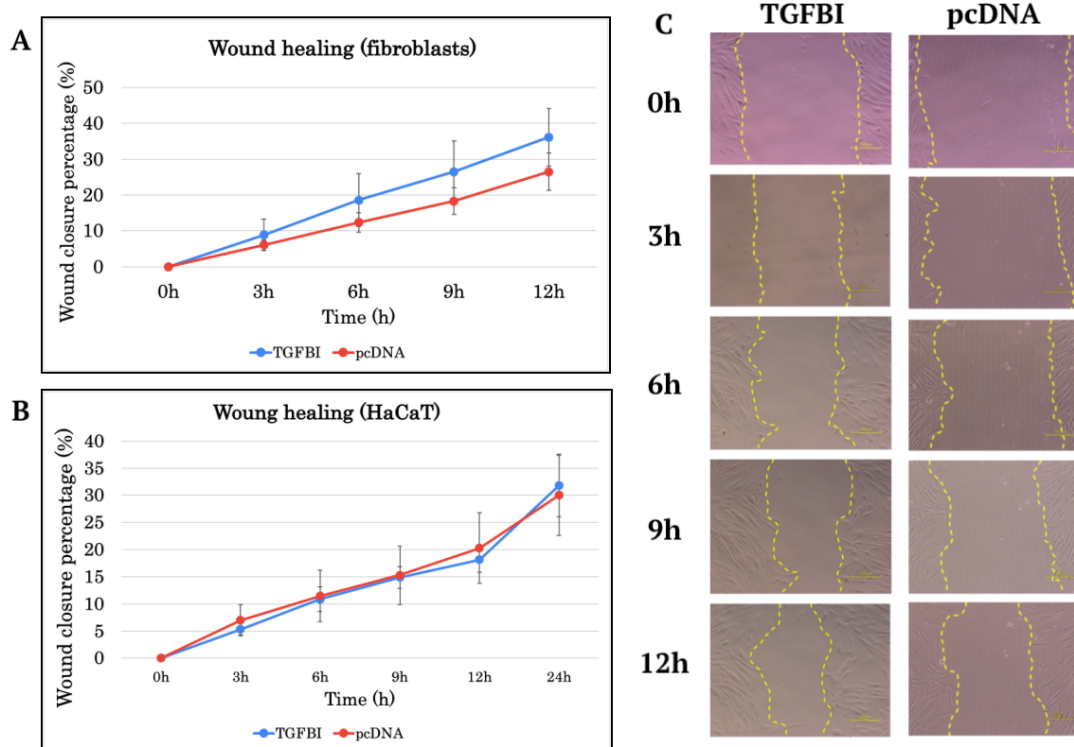 A
Wound healing (fibroblasts)
Wound closure percentage (%)
50
40
30
20
10
0
0h 3h 6h 9h 12h
Time (h)
TGFBI pcDNA
B
Woung healing (HaCaT)
Wound closure percentage (%)
40
35
30
25
20
15
10
5
0
0h 3h 6h 9h 12h 24h
Time (h)
TGFBI pcDNA
C
TGFBI pcDNA
0h
3h
6h
9h
12h